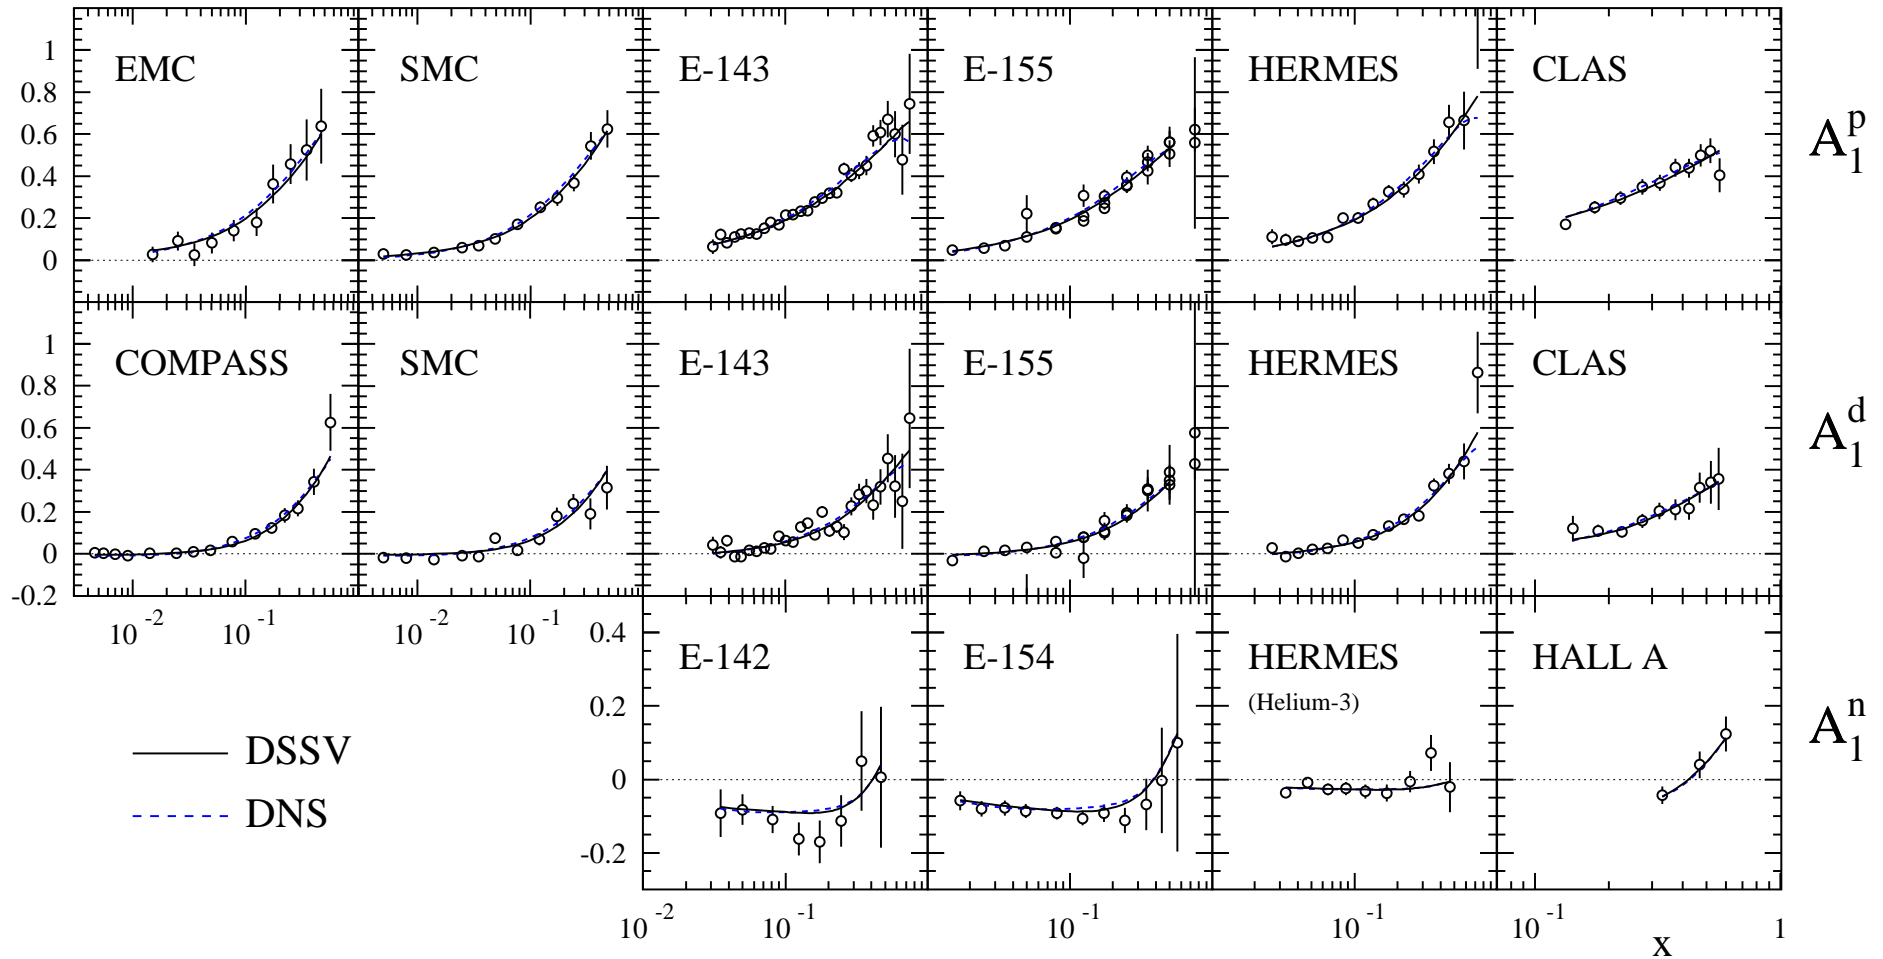 1
0.8
0.6
0.4
0.2
0
EMC
SMC
E-143
E-155
HERMES
CLAS
A₁ᵖ
1
0.8
0.6
0.4
0.2
0
-0.2
COMPASS
SMC
E-143
E-155
HERMES
CLAS
A₁ᵈ
10⁻² 10⁻¹ 10⁻² 10⁻¹
0.4
0.2
0
-0.2
E-142
E-154
HERMES
(Helium-3)
HALL A
A₁ⁿ
DSSV
DNS
10⁻² 10⁻¹ 10⁻¹ 10⁻¹ 10⁻¹ 1
x